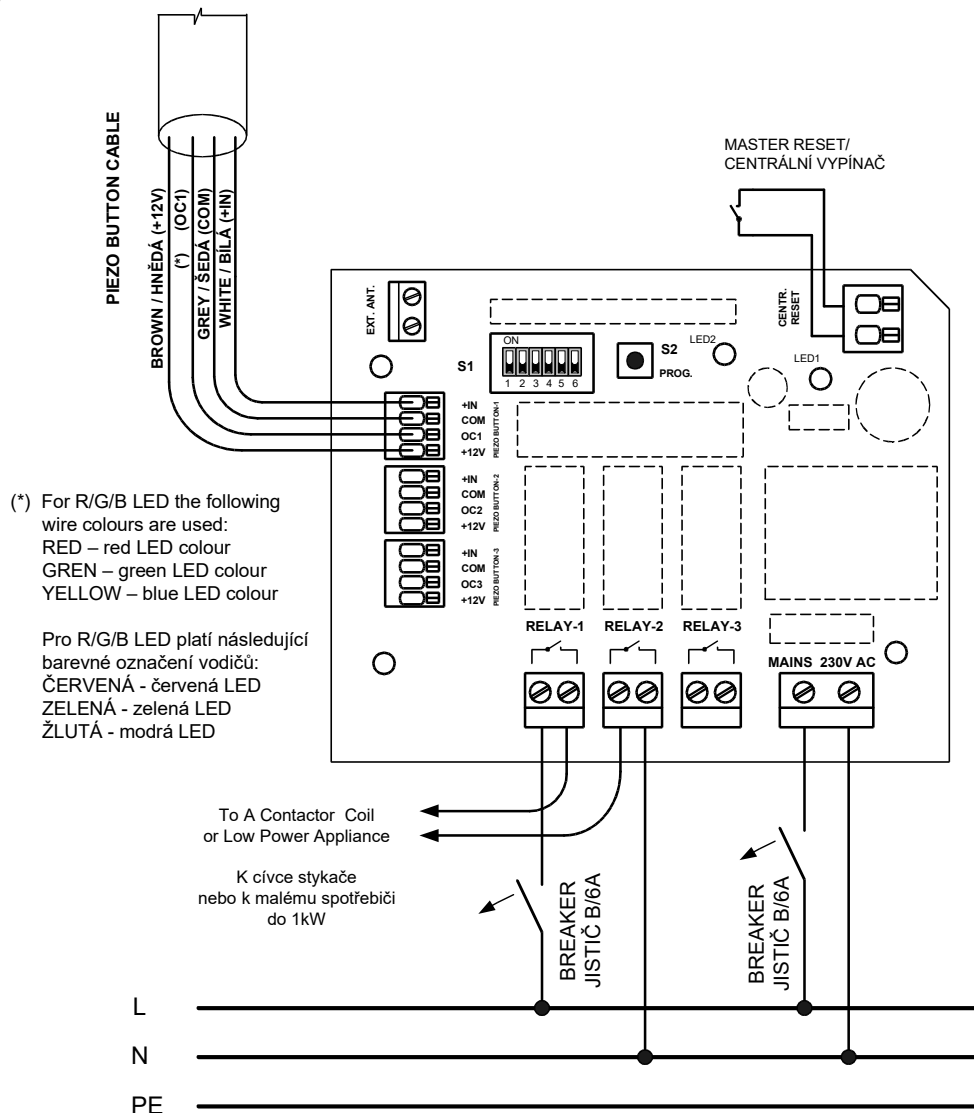 PIEZO BUTTON CABLE
BROWN / HNĚDÁ (+12V)
(*) (OC1)
GREY / ŠEDÁ (COM)
WHITE / BÍLÁ (+IN)
MASTER RESET/
CENTRÁLNÍ VYPÍNAČ
EXT. ANT.
CENTR.
RESET
S1
ON
1 2 3 4 5 6
S2
PROG.
LED2
LED1
+IN
COM
OC1
+12V
PIEZO BUTTON-1
+IN
COM
OC2
+12V
PIEZO BUTTON-2
+IN
COM
OC3
+12V
PIEZO BUTTON-3
(*) For R/G/B LED the following
wire colours are used:
RED – red LED colour
GREN – green LED colour
YELLOW – blue LED colour
Pro R/G/B LED platí následující
barevné označení vodičů:
ČERVENÁ - červená LED
ZELENÁ - zelená LED
ŽLUTÁ - modrá LED
RELAY-1
RELAY-2
RELAY-3
MAINS 230V AC
To A Contactor Coil
or Low Power Appliance
K cívce stykače
nebo k malému spotřebiči
do 1kW
BREAKER
JISTIČ B/6A
BREAKER
JISTIČ B/6A
L
N
PE